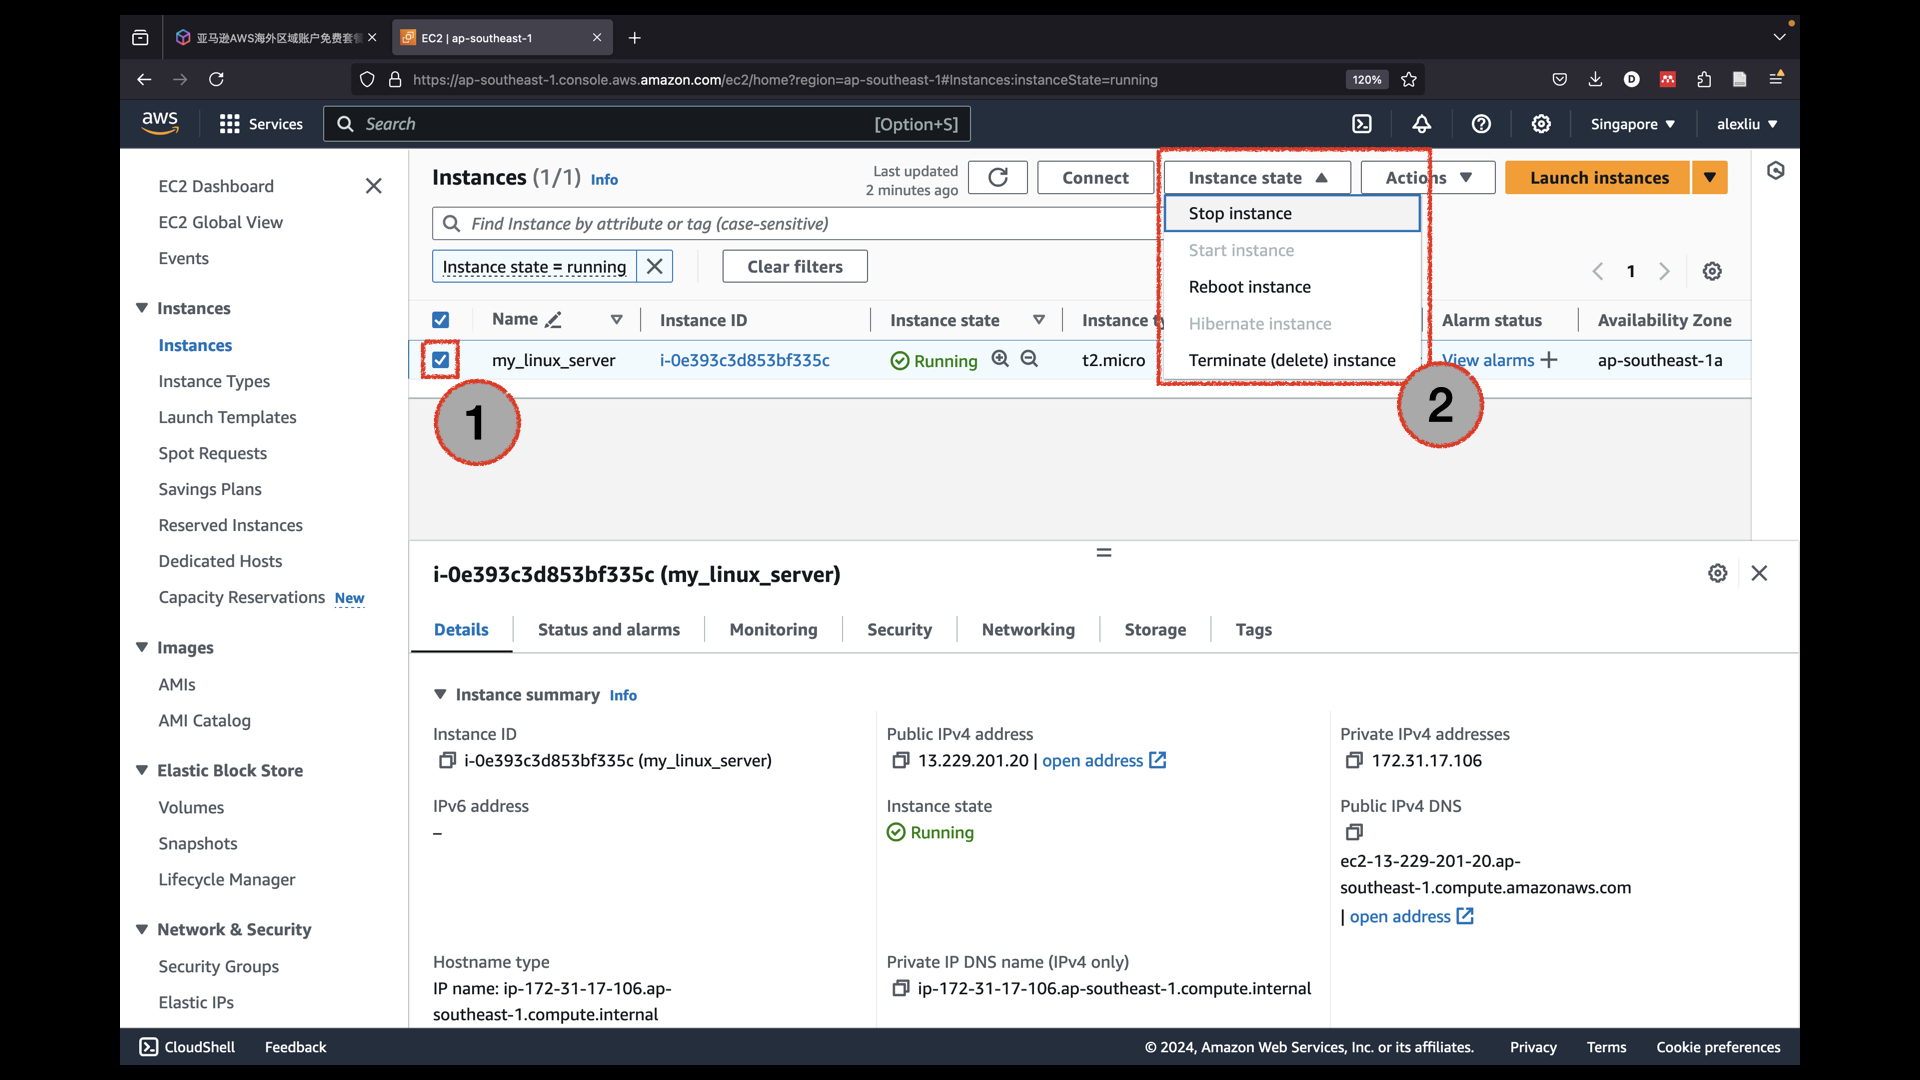 亚马逊AWS海外区域账户免费套餐
EC2 | ap-southeast-1
https://ap-southeast-1.console.aws.amazon.com/ec2/home?region=ap-southeast-1#Instances:instanceState=running
120%
aws
Services
Search
[Option+S]
Singapore
alexliu
EC2 Dashboard
EC2 Global View
Events
Instances
Instances
Instance Types
Launch Templates
Spot Requests
Savings Plans
Reserved Instances
Dedicated Hosts
Capacity Reservations New
Images
AMIs
AMI Catalog
Elastic Block Store
Volumes
Snapshots
Lifecycle Manager
Network & Security
Security Groups
Elastic IPs
Instances (1/1) Info
Last updated
2 minutes ago
Connect
Instance state
Actions
Launch instances
Find Instance by attribute or tag (case-sensitive)
Instance state = running
Clear filters
Stop instance
Start instance
Reboot instance
Hibernate instance
Terminate (delete) instance
1
Name
Instance ID
Instance state
Instance ty
Alarm status
Availability Zone
my_linux_server
i-0e393c3d853bf335c
Running
t2.micro
View alarms
ap-southeast-1a
1
2
i-0e393c3d853bf335c (my_linux_server)
Details
Status and alarms
Monitoring
Security
Networking
Storage
Tags
Instance summary Info
Instance ID
i-0e393c3d853bf335c (my_linux_server)
Public IPv4 address
13.229.201.20 | open address
Private IPv4 addresses
172.31.17.106
IPv6 address
–
Instance state
Running
Public IPv4 DNS
ec2-13-229-201-20.ap-
southeast-1.compute.amazonaws.com
| open address
Hostname type
IP name: ip-172-31-17-106.ap-
southeast-1.compute.internal
Private IP DNS name (IPv4 only)
ip-172-31-17-106.ap-southeast-1.compute.internal
CloudShell
Feedback
© 2024, Amazon Web Services, Inc. or its affiliates.
Privacy
Terms
Cookie preferences